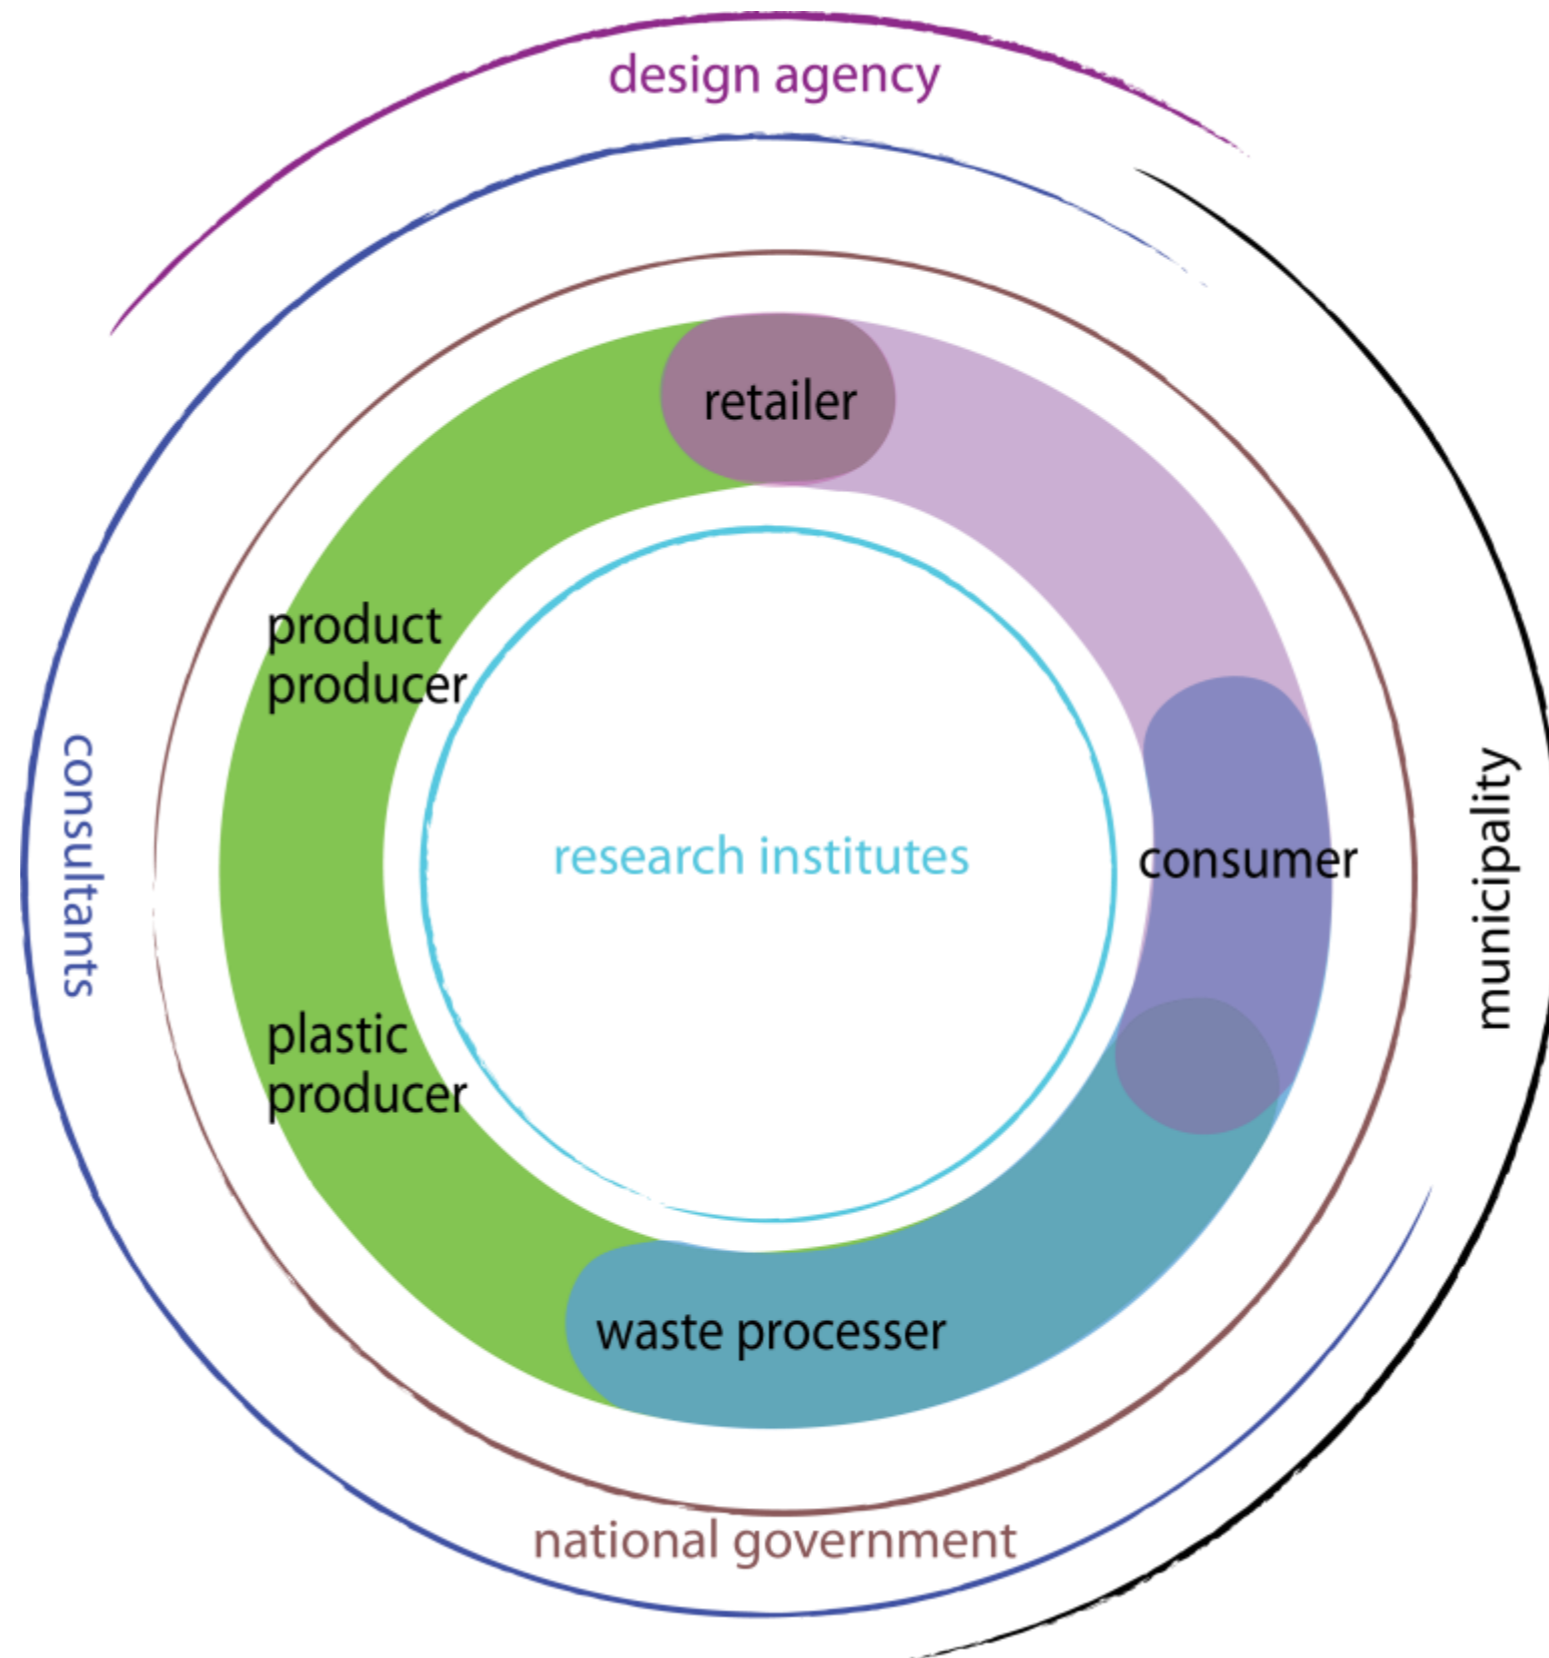 design agency
retailer
product
producer
consultants
research institutes
consumer
municipality
plastic
producer
waste processer
national government